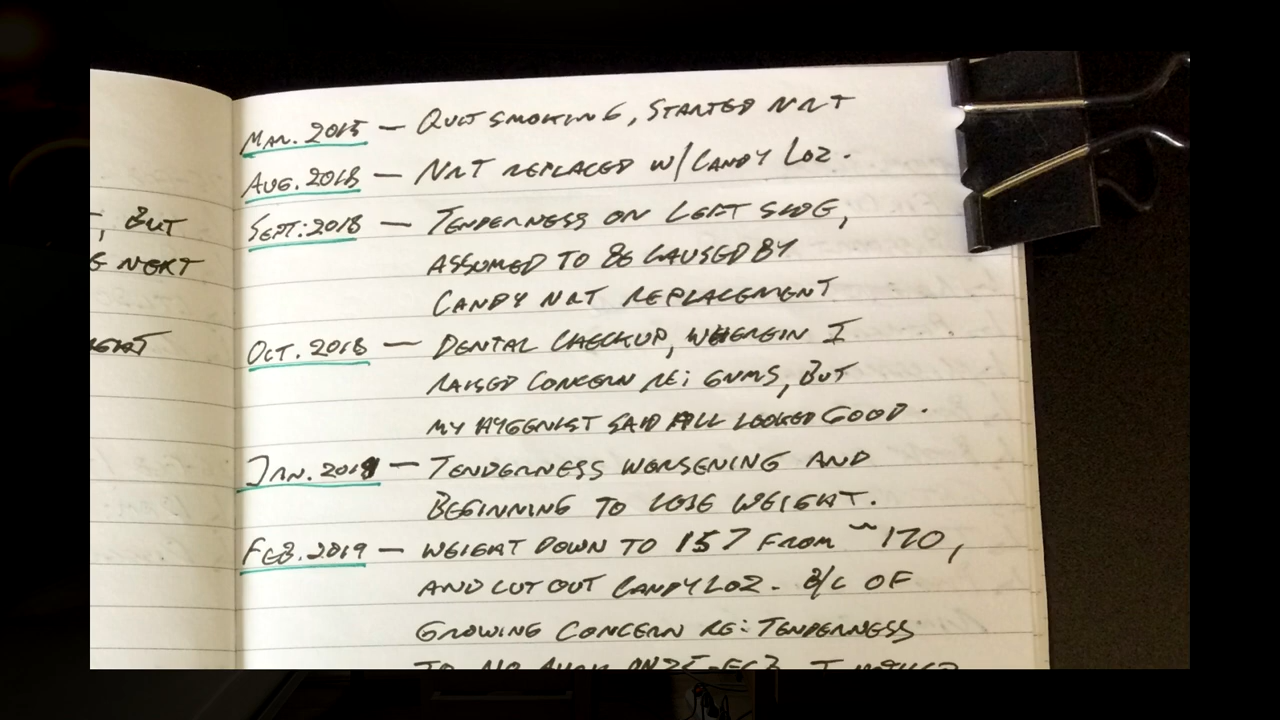 , BUT
NEXT
MAR. 2015 — QUIT SMOKING, STARTED NRT
AUG. 2018 — NRT REPLACED W/CANDY LOZ.
SEPT. 2018 — TENDERNESS ON LEFT SIDE,
ASSUMED TO BE CAUSED BY
CANDY NRT REPLACEMENT
OCT. 2018 — DENTAL CHECKUP, WHEREIN I
RAISED CONCERN RE: GUMS, BUT
MY HYGENIST SAID ALL LOOKED GOOD.
JAN. 2019 — TENDERNESS WORSENING AND
BEGINNING TO LOSE WEIGHT.
FEB. 2019 — WEIGHT DOWN TO 157 FROM ~170,
AND CUT OUT CANDY LOZ. B/C OF
GROWING CONCERN RE: TENDERNESS
TO NO